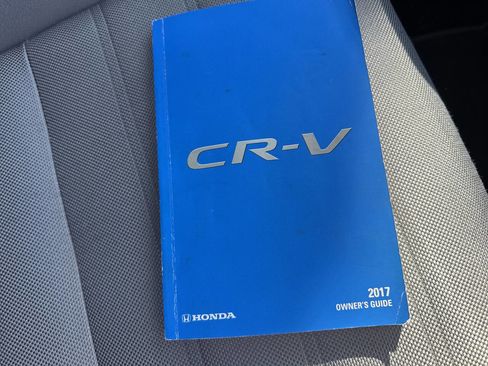 CR-V
2017
OWNER'S GUIDE
HONDA